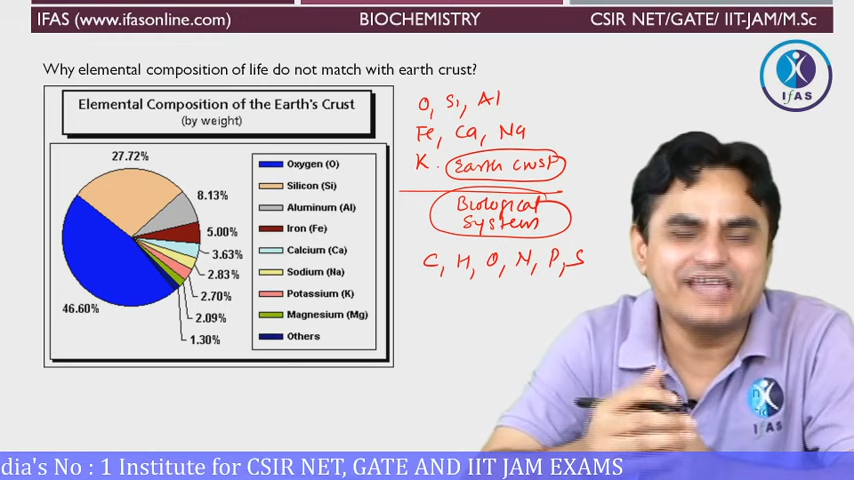 IFAS (www.ifasonline.com) BIOCHEMISTRY CSIR NET/GATE/ IIT-JAM/M.Sc
Why elemental composition of life do not match with earth crust?
IFAS
Elemental Composition of the Earth's Crust
(by weight)
27.72%
8.13%
5.00%
3.63%
2.83%
2.70%
2.09%
1.30%
46.60%
Oxygen (O)
Silicon (Si)
Aluminum (Al)
Iron (Fe)
Calcium (Ca)
Sodium (Na)
Potassium (K)
Magnesium (Mg)
Others
O, Si, Al
Fe, Ca, Na
K. Earth crust
Biological
System
C, H, O, N, P, S
IFAS
dia's No : 1 Institute for CSIR NET, GATE AND IIT JAM EXAMS